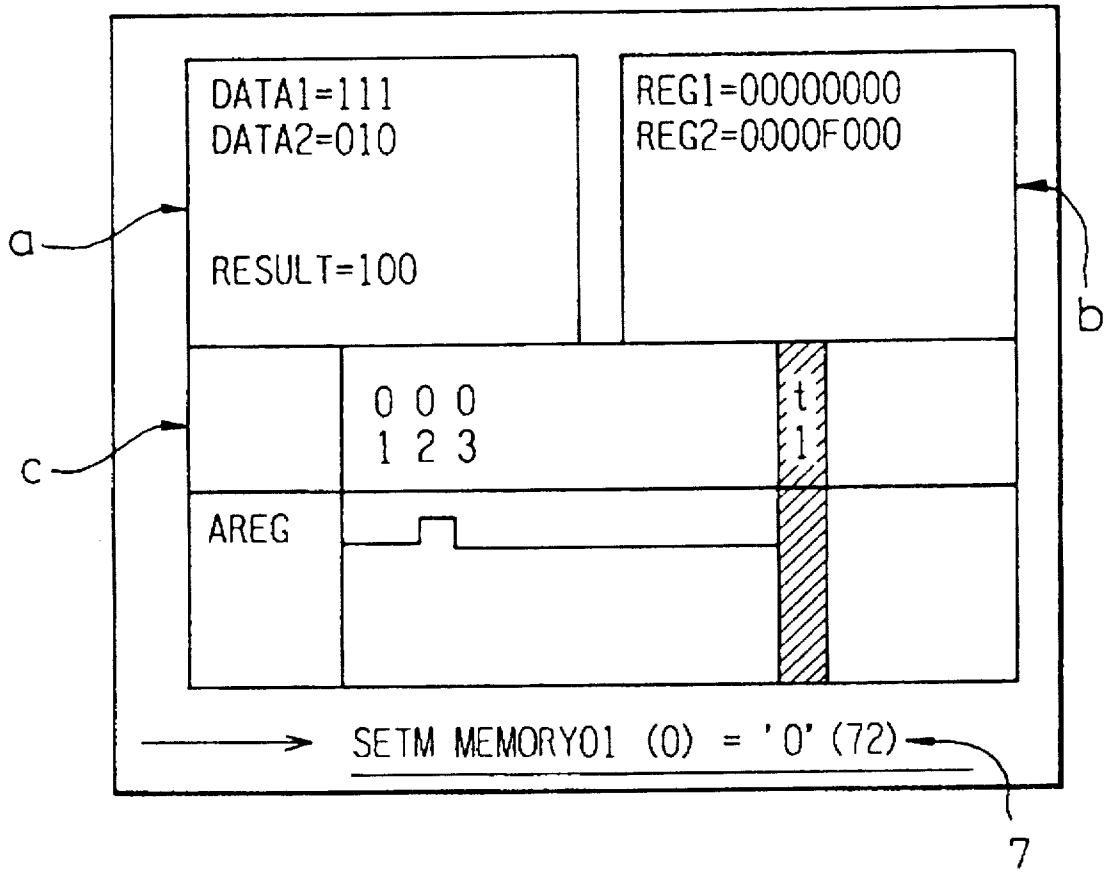 DATA1=111
DATA2=010
RESULT=100
REG1=00000000
REG2=0000F000
a
b
c
0 0 0
1 2 3
t
1
AREG
SETM MEMORY01 (0) = '0' (72)
7